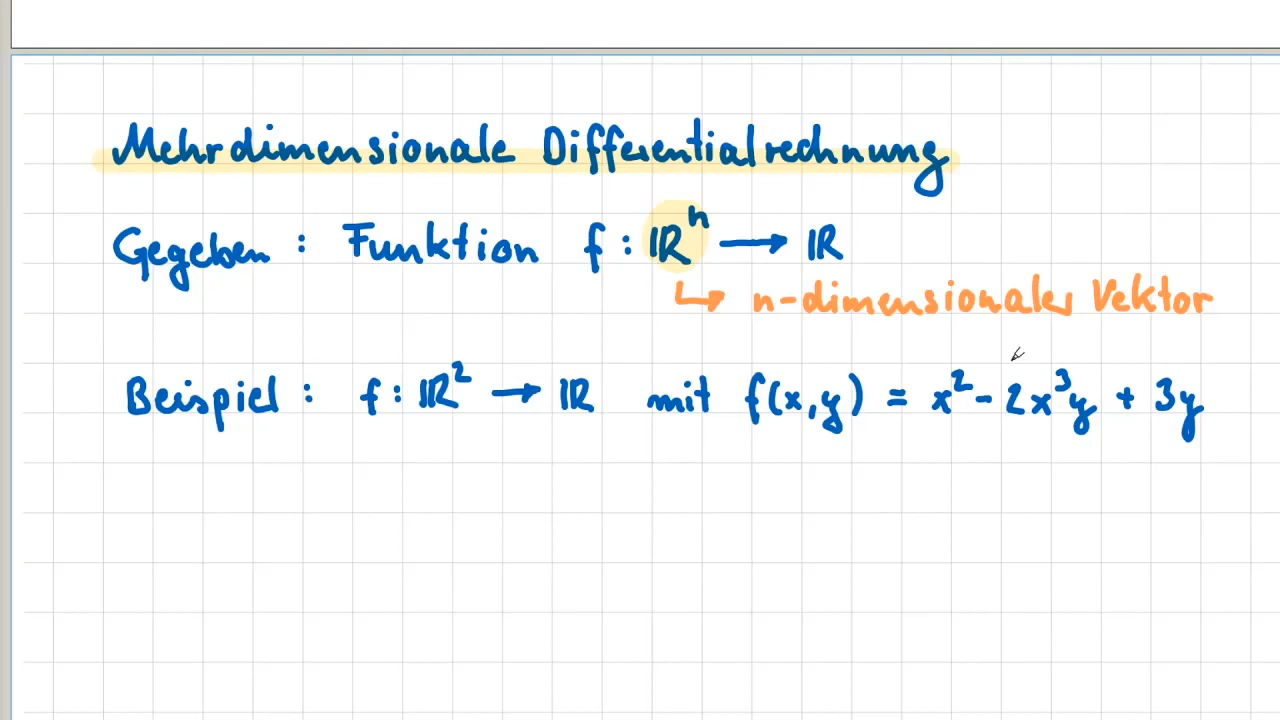 Mehrdimensionale Differentialrechnung
Gegeben : Funktion f : ℝⁿ → ℝ
↳ n-dimensionaler Vektor
Beispiel : f : ℝ² → ℝ mit f(x,y) = x² - 2x³y + 3y